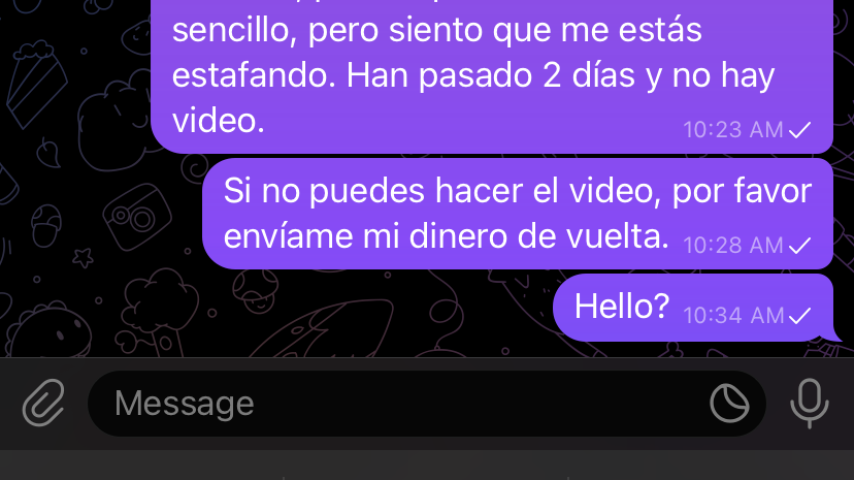 sencillo, pero siento que me estás
estafando. Han pasado 2 días y no hay
video.
10:23 AM
Si no puedes hacer el video, por favor
envíame mi dinero de vuelta.
10:28 AM
Hello?
10:34 AM
Message